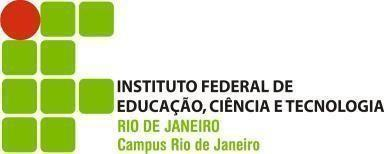 INSTITUTO FEDERAL DE
EDUCAÇÃO, CIÊNCIA E TECNOLOGIA
RIO DE JANEIRO
Campus Rio de Janeiro